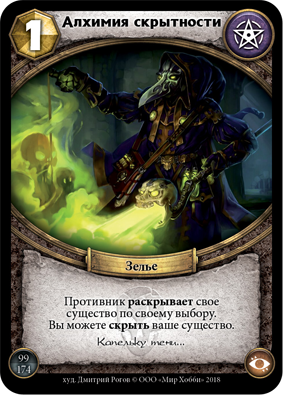 1
Алхимия скрытности
Зелье
Противник раскрывает свое
существо по своему выбору.
Вы можете скрыть ваше существо.
Капельку тени...
99
174
худ. Дмитрий Рогов © ООО «Мир Хобби» 2018